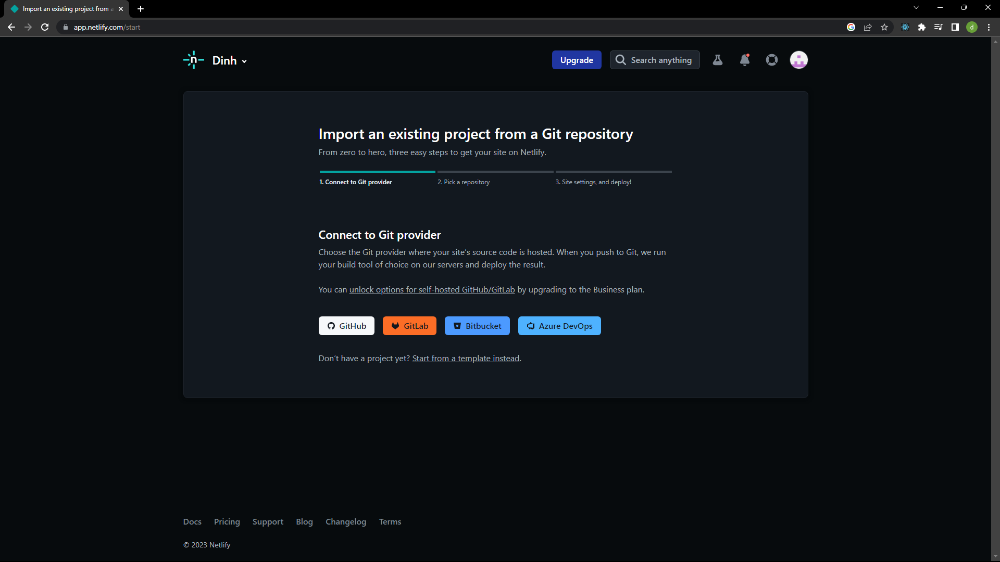 Import an existing project from a
app.netlify.com/start
d
n
Dinh
Upgrade
Search anything
Import an existing project from a Git repository
From zero to hero, three easy steps to get your site on Netlify.
1. Connect to Git provider
2. Pick a repository
3. Site settings, and deploy!
Connect to Git provider
Choose the Git provider where your site’s source code is hosted. When you push to Git, we run
your build tool of choice on our servers and deploy the result.
You can unlock options for self-hosted GitHub/GitLab by upgrading to the Business plan.
GitHub
GitLab
Bitbucket
Azure DevOps
Don’t have a project yet? Start from a template instead.
Docs
Pricing
Support
Blog
Changelog
Terms
© 2023 Netlify